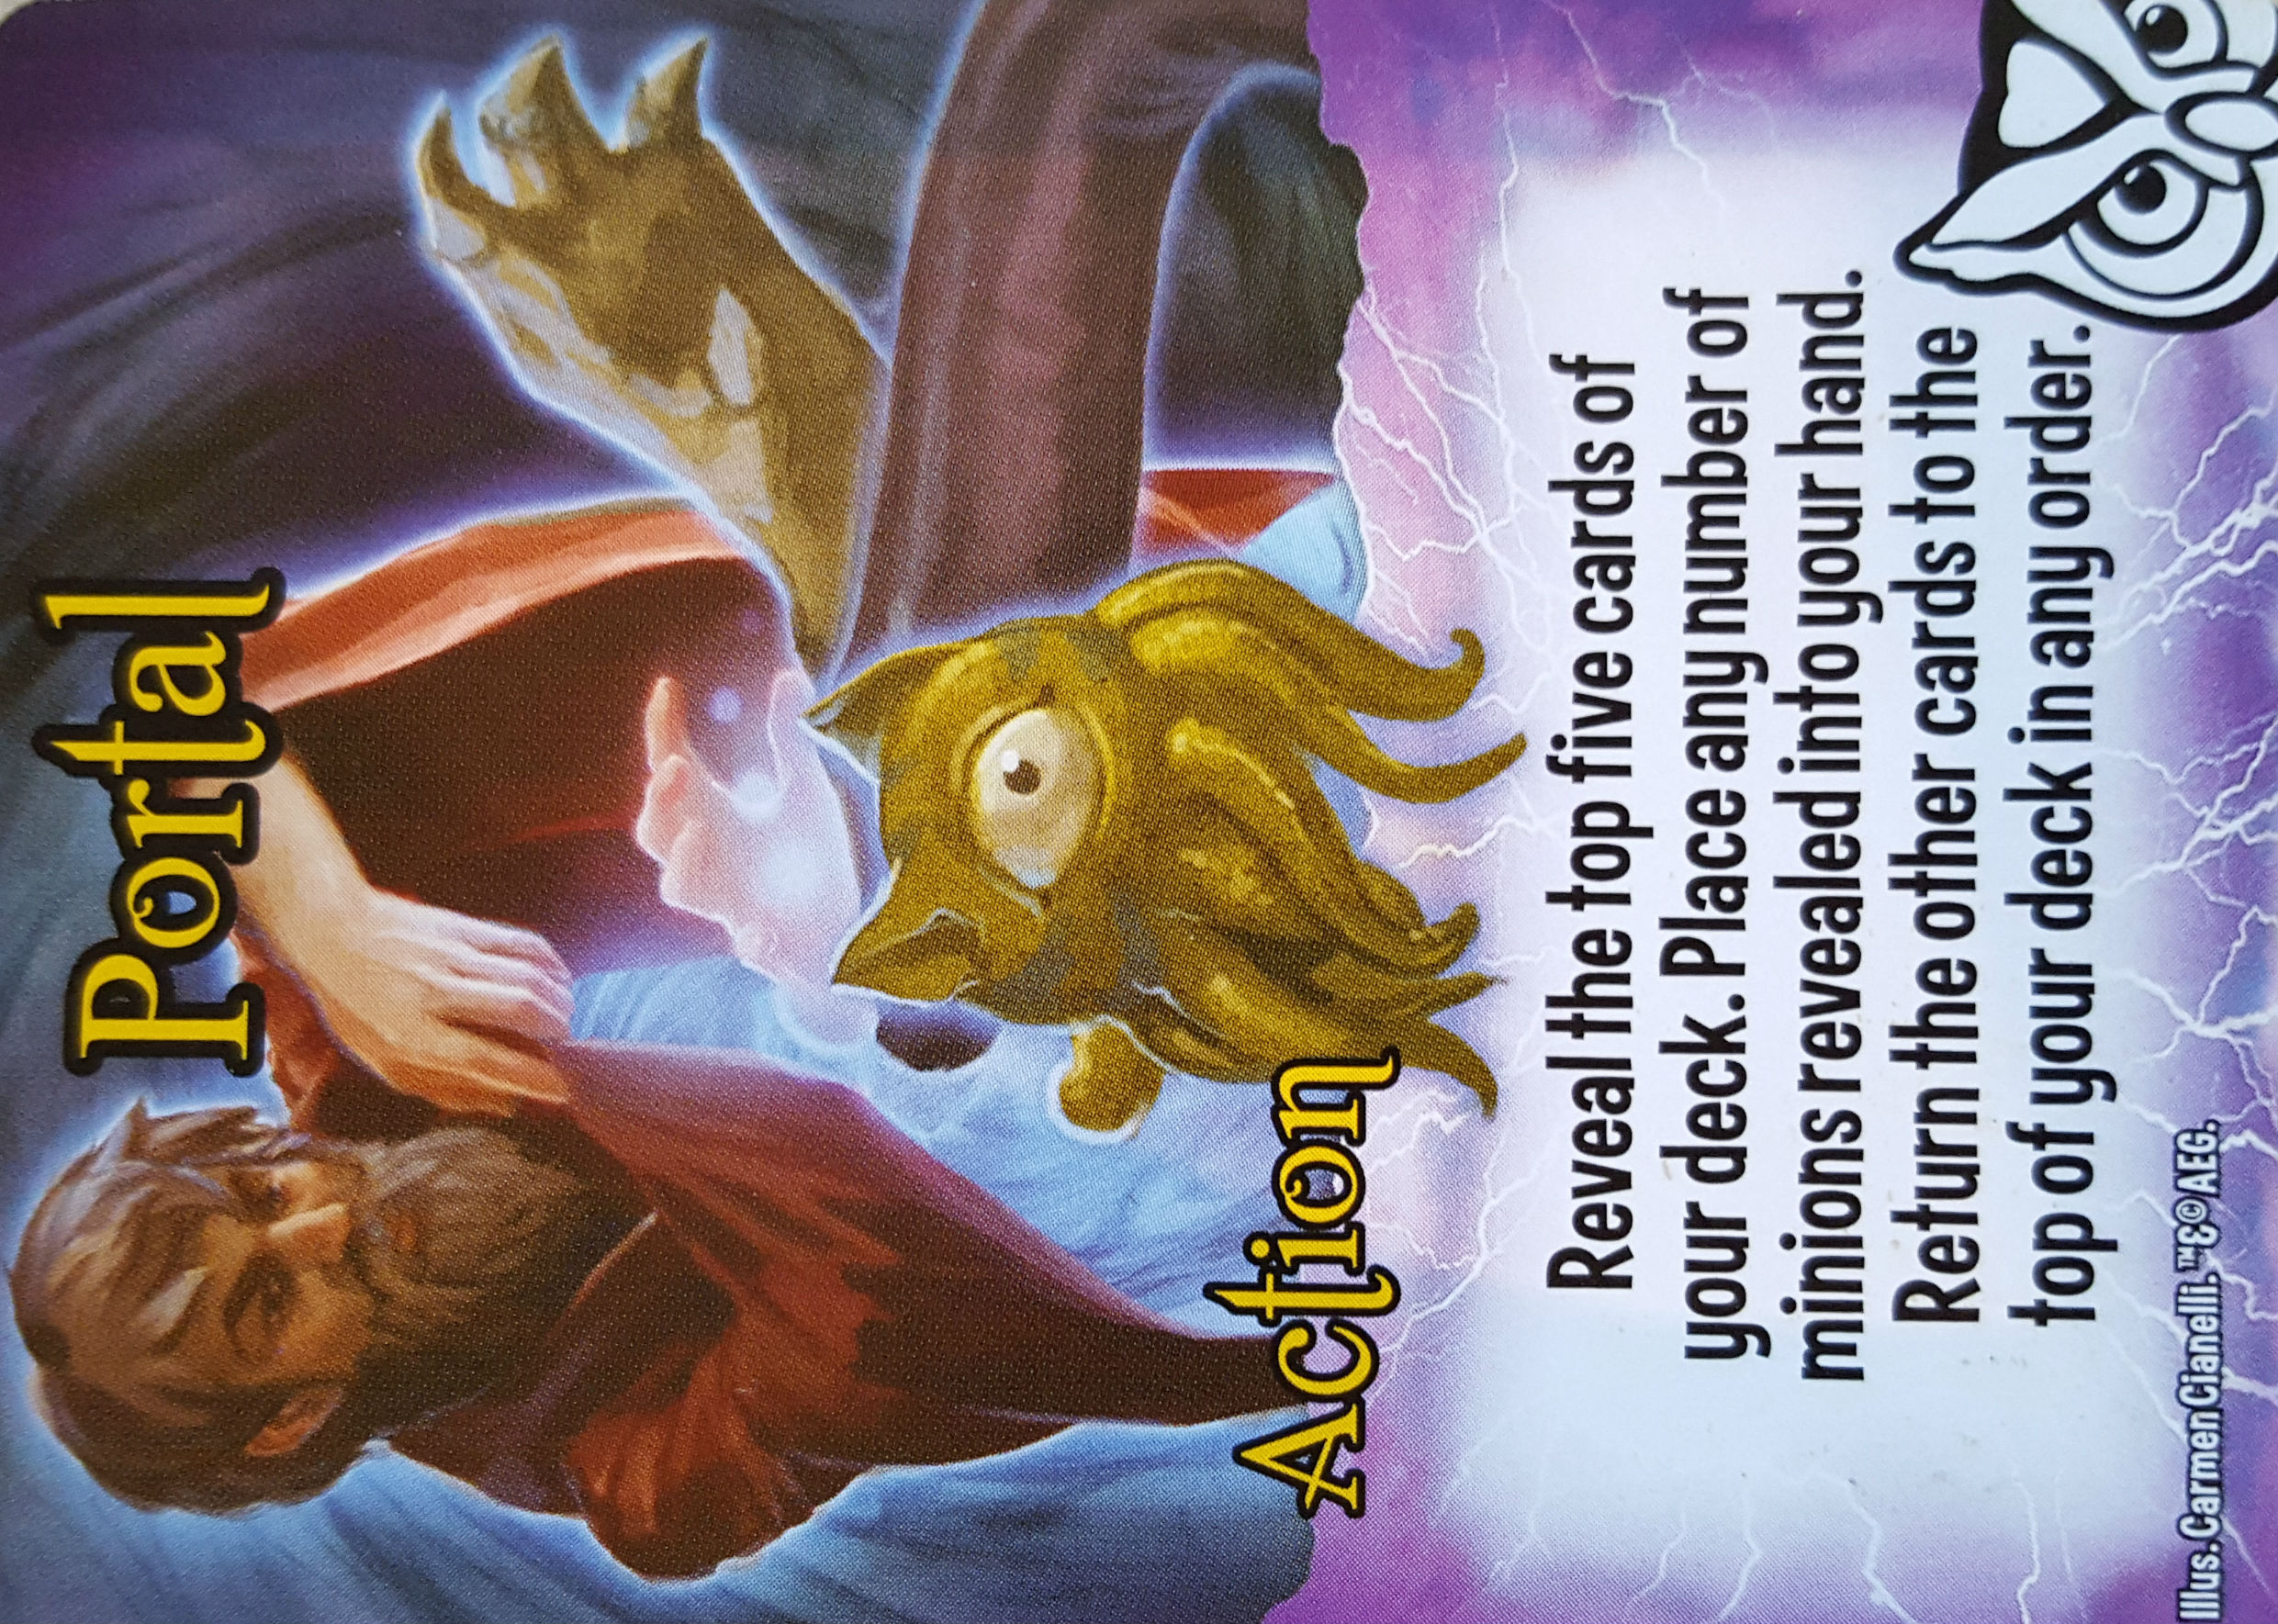 Portal
Action
Reveal the top five cards of
your deck. Place any number of
minions revealed into your hand.
Return the other cards to the
top of your deck in any order.
Illus. Carmen Cianelli. ™&© AEG.